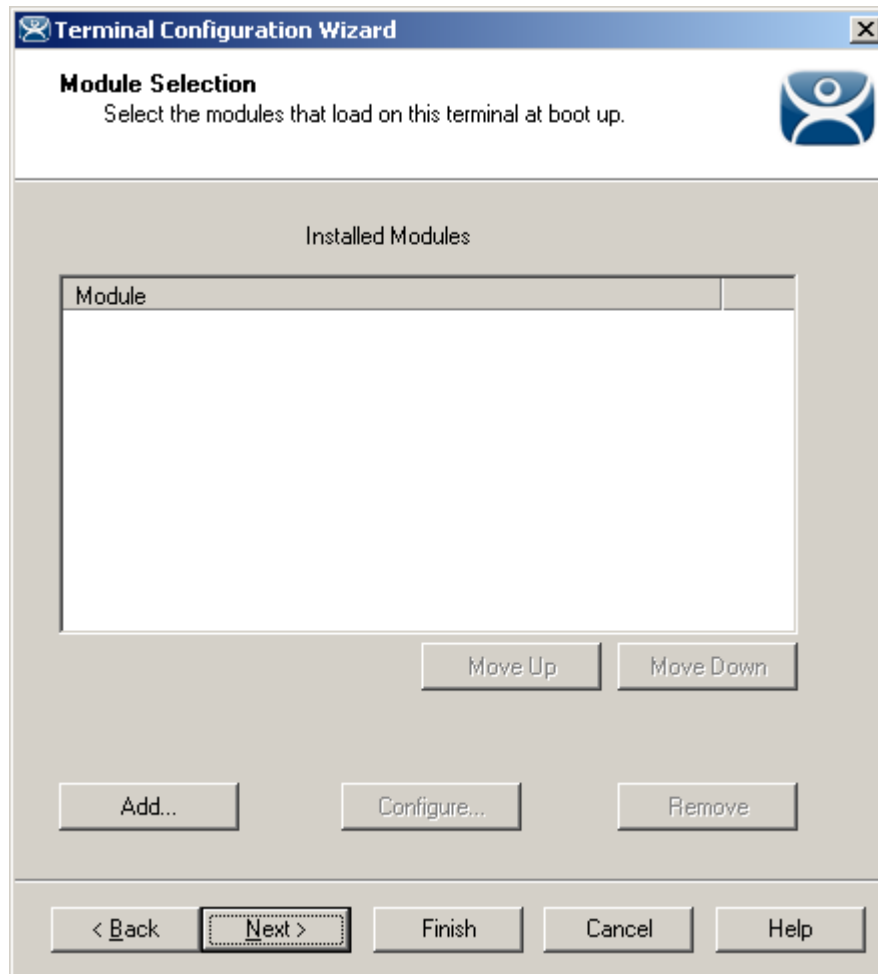 Terminal Configuration Wizard
Module Selection
Select the modules that load on this terminal at boot up.
Installed Modules
Module
Move Up Move Down
Add... Configure... Remove
< Back Next > Finish Cancel Help